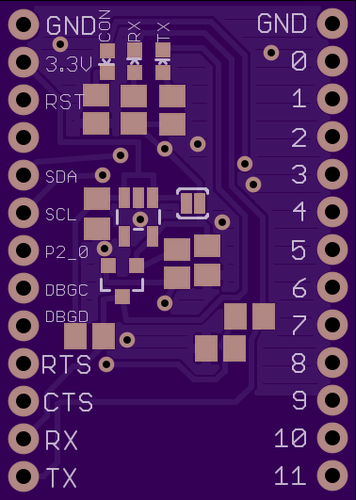 CON RX TX
GND GND
3.3V 0
RST 1
2
SDA 3
SCL 4
P2_0 5
DBGC 6
DBGD 7
RTS 8
CTS 9
RX 10
TX 11